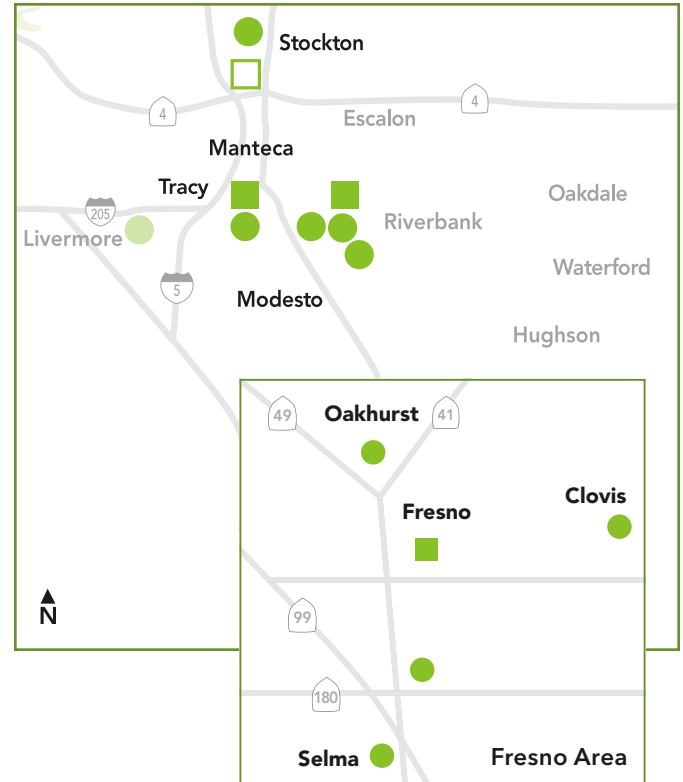 Stockton
4
4
Escalon
Manteca
Tracy
Oakdale
205
Riverbank
Livermore
Waterford
5
Modesto
Hughson
49
Oakhurst
41
Clovis
Fresno
N
99
180
Selma
Fresno Area